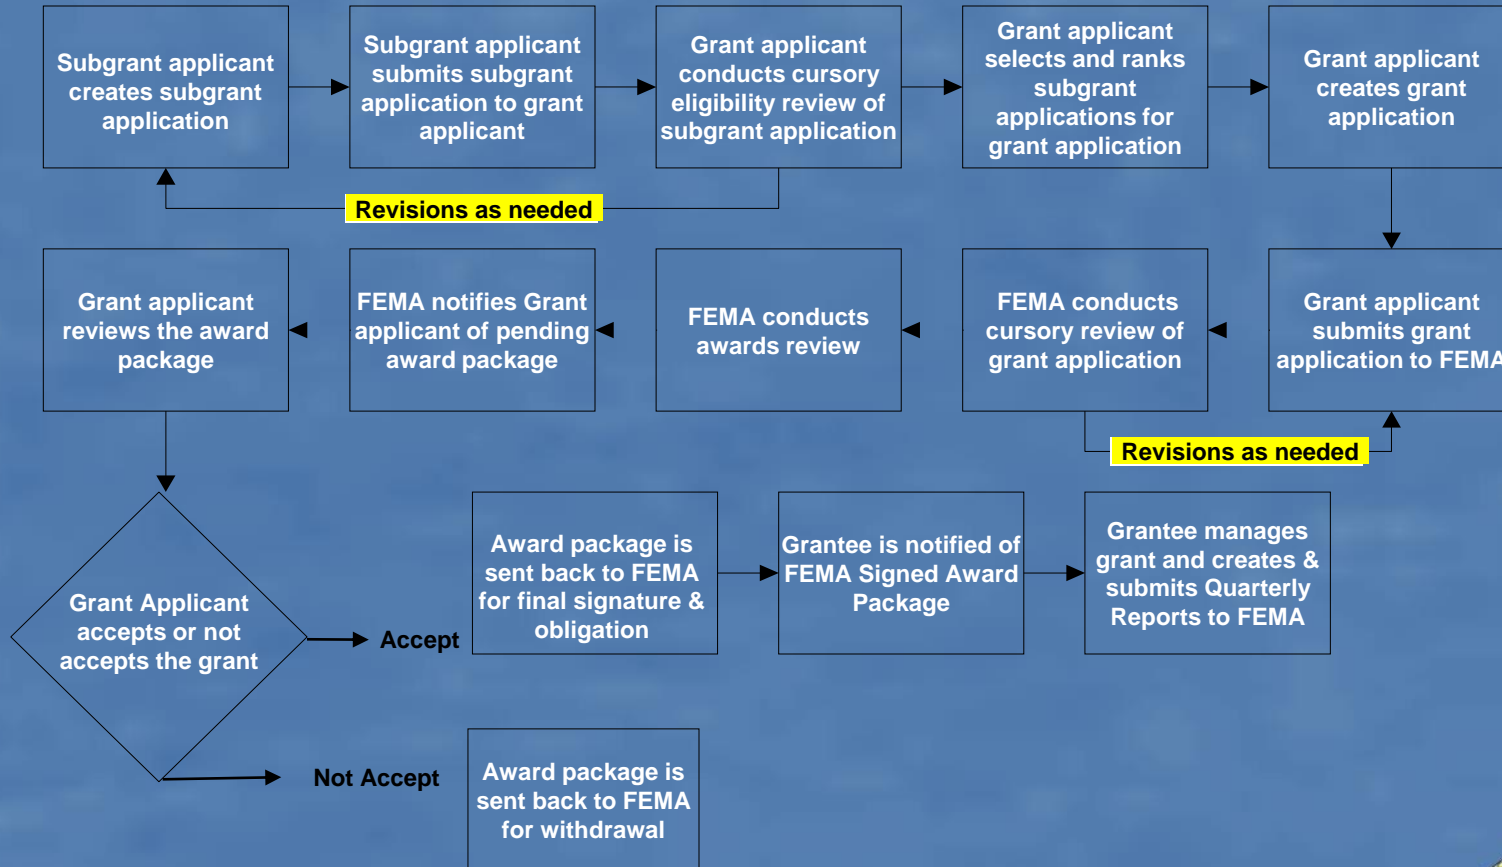 Subgrant applicant
creates subgrant
application
Subgrant applicant
submits subgrant
application to grant
applicant
Grant applicant
conducts cursory
eligibility review of
subgrant application
Grant applicant
selects and ranks
subgrant
applications for
grant application
Grant applicant
creates grant
application
Revisions as needed
Grant applicant
reviews the award
package
FEMA notifies Grant
applicant of pending
award package
FEMA conducts
awards review
FEMA conducts
cursory review of
grant application
Grant applicant
submits grant
application to FEMA
Revisions as needed
Grant Applicant
accepts or not
accepts the grant
Accept
Award package is
sent back to FEMA
for final signature &
obligation
Grantee is notified of
FEMA Signed Award
Package
Grantee manages
grant and creates &
submits Quarterly
Reports to FEMA
Not Accept
Award package is
sent back to FEMA
for withdrawal